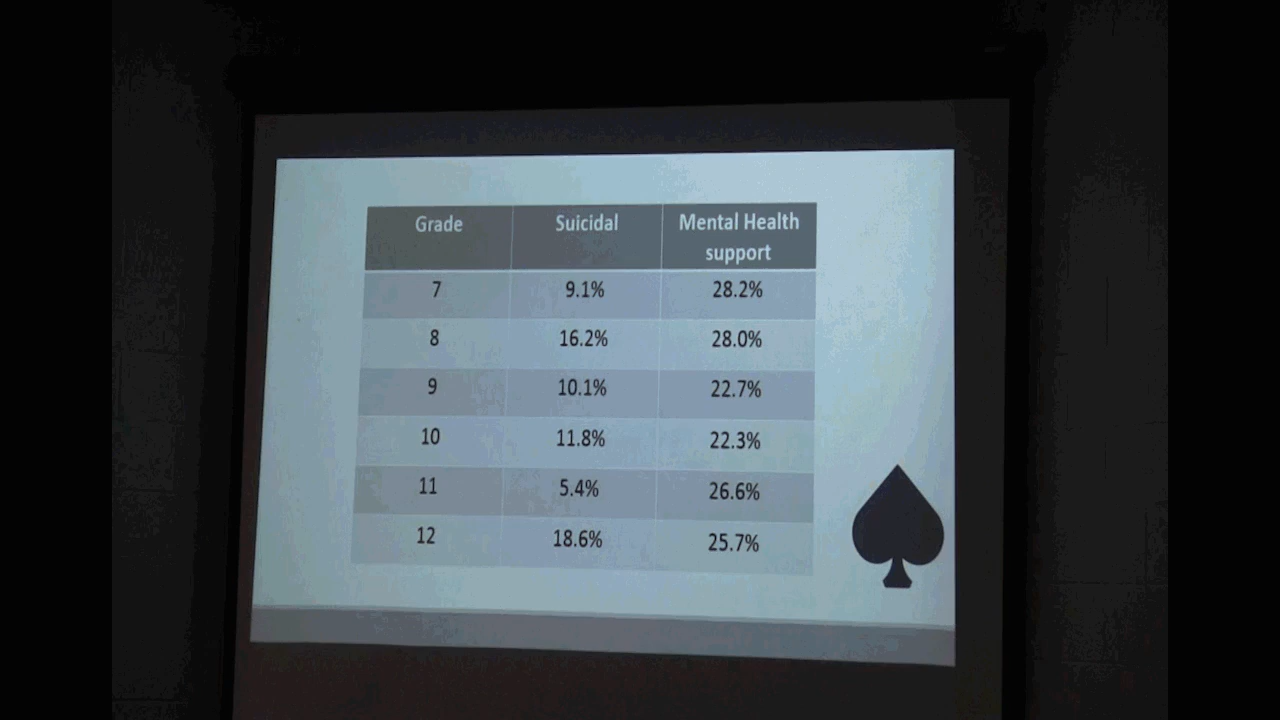 Grade Suicidal Mental Health support
7 9.1% 28.2%
8 16.2% 28.0%
9 10.1% 22.7%
10 11.8% 22.3%
11 5.4% 26.6%
12 18.6% 25.7%